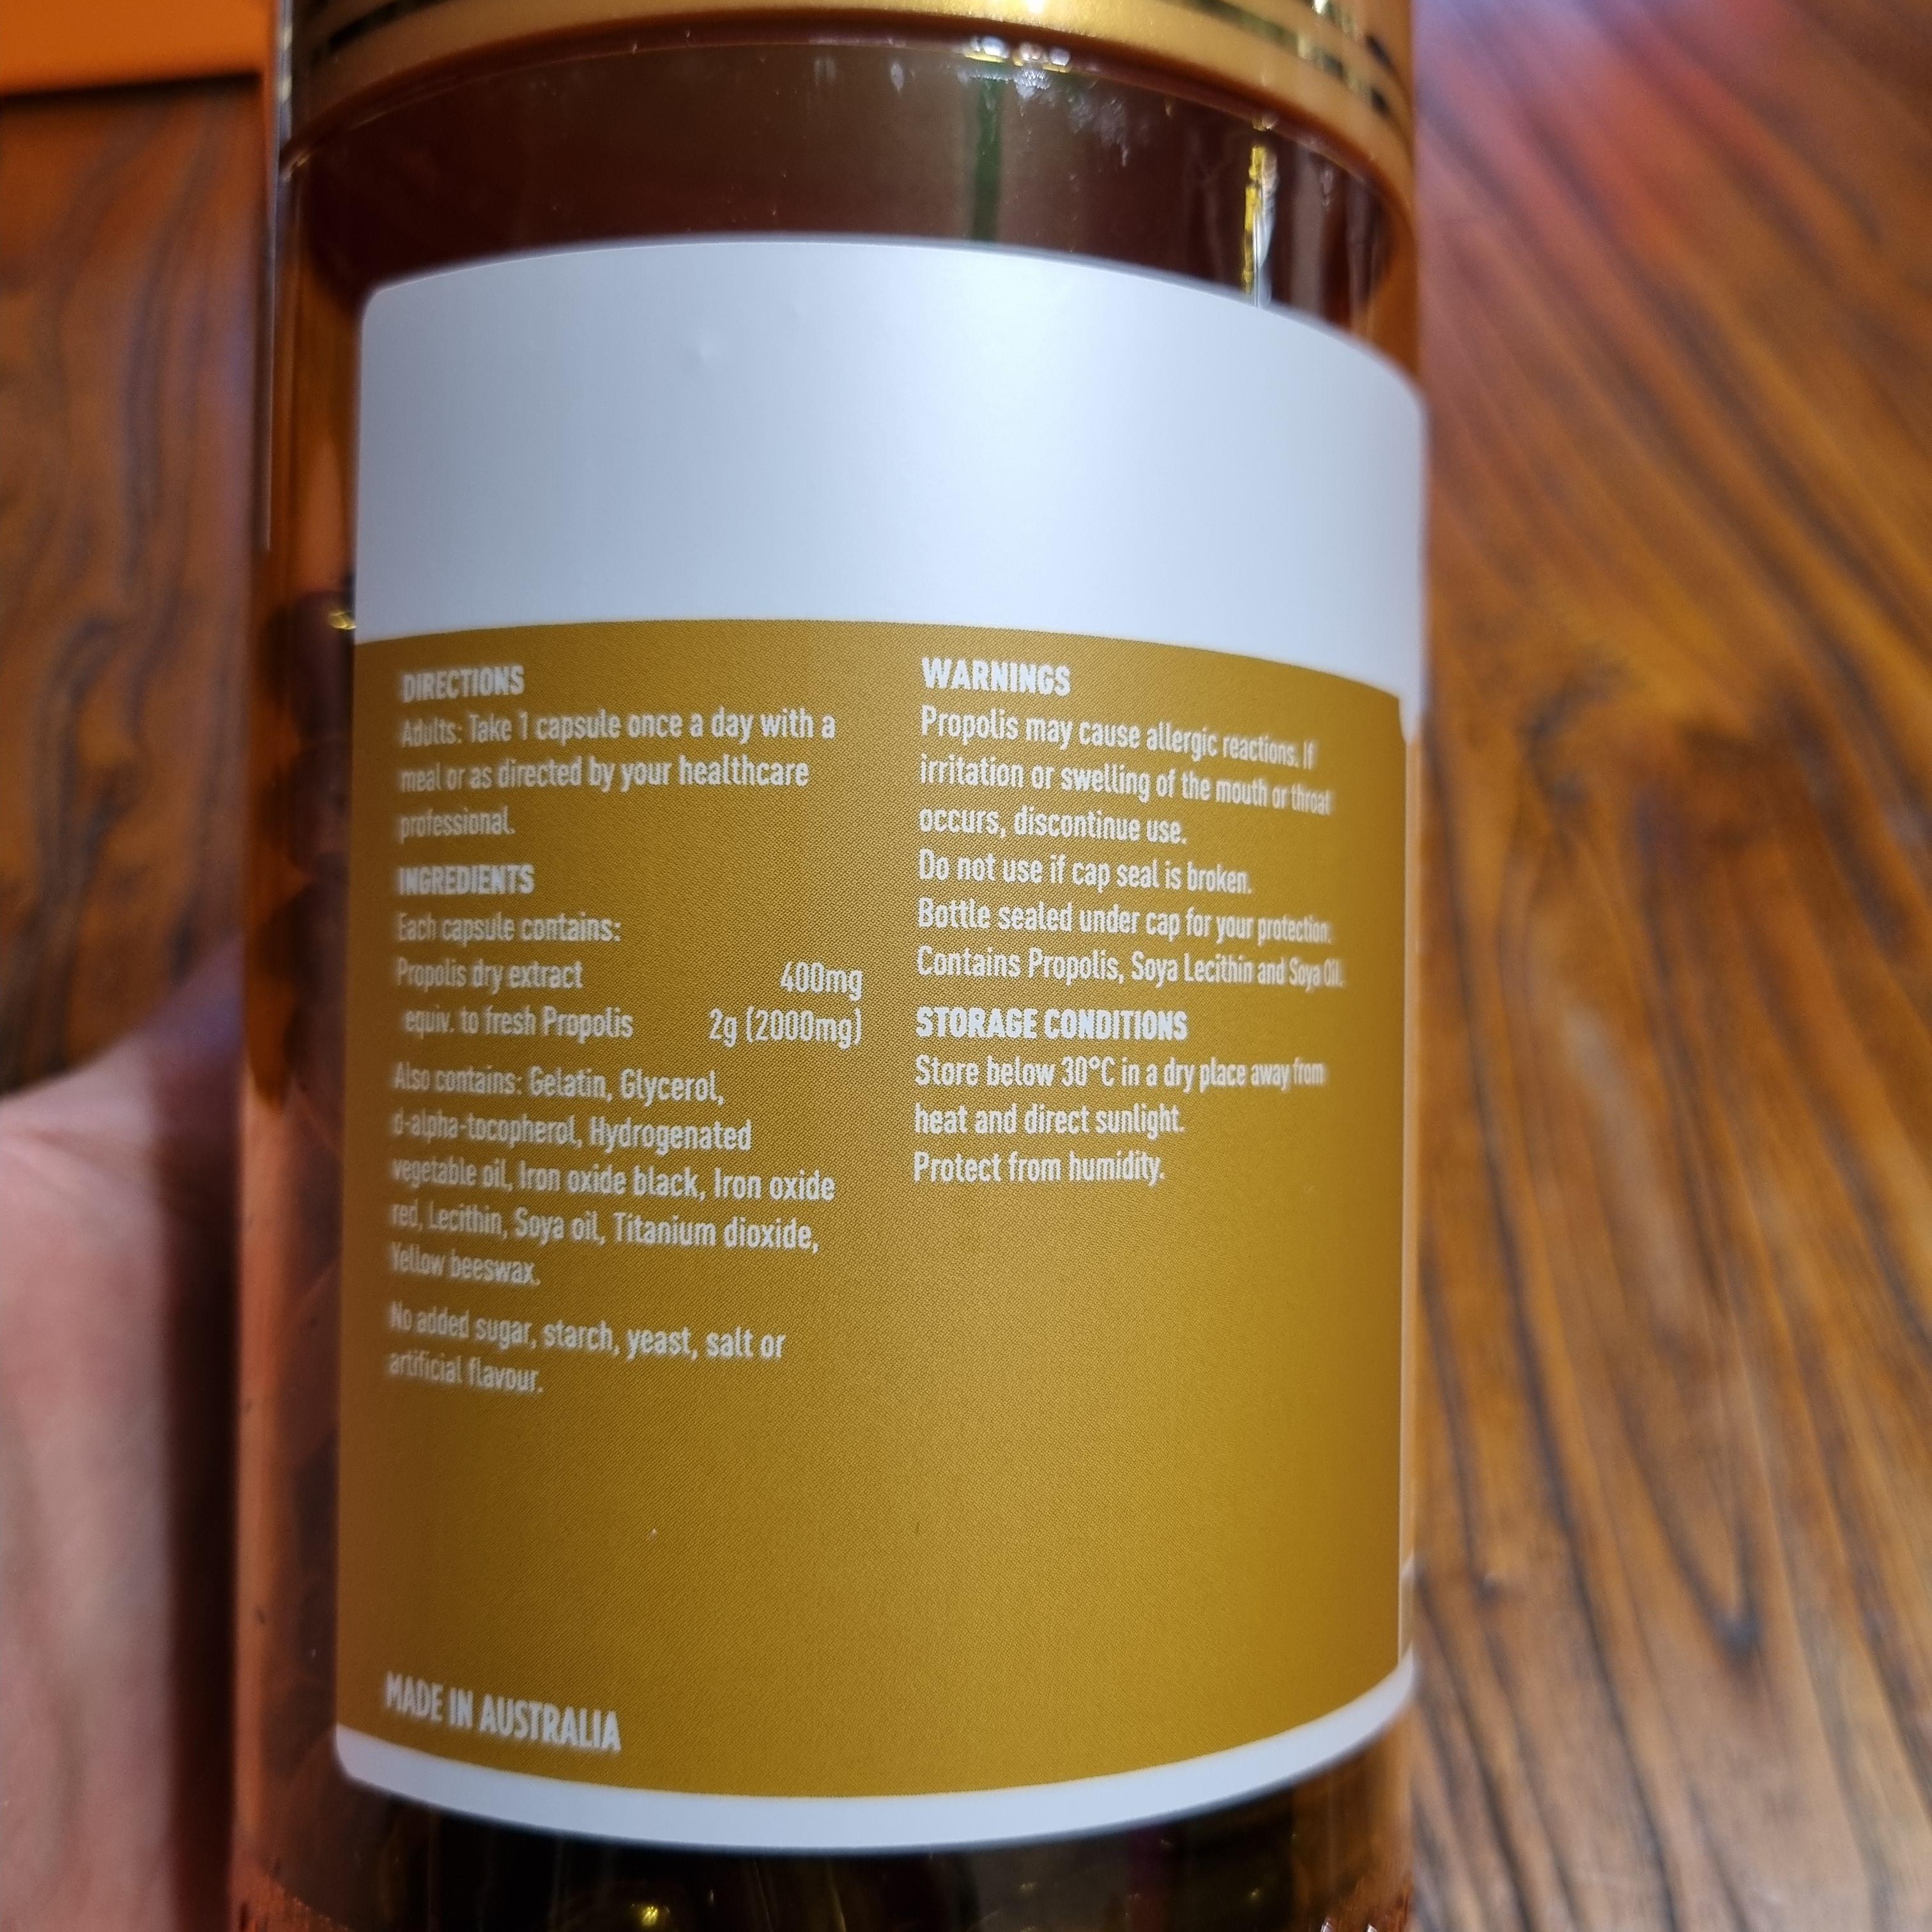 DIRECTIONS
Adults: Take 1 capsule once a day with a
meal or as directed by your healthcare
professional.
INGREDIENTS
Each capsule contains:
Propolis dry extract 400mg
equiv. to fresh Propolis 2g (2000mg)
Also contains: Gelatin, Glycerol,
d-alpha-tocopherol, Hydrogenated
vegetable oil, Iron oxide black, Iron oxide
red, Lecithin, Soya oil, Titanium dioxide,
Yellow beeswax.
No added sugar, starch, yeast, salt or
artificial flavour.
MADE IN AUSTRALIA
WARNINGS
Propolis may cause allergic reactions. If
irritation or swelling of the mouth or throat
occurs, discontinue use.
Do not use if cap seal is broken.
Bottle sealed under cap for your protection.
Contains Propolis, Soya Lecithin and Soya Oil.
STORAGE CONDITIONS
Store below 30°C in a dry place away from
heat and direct sunlight.
Protect from humidity.